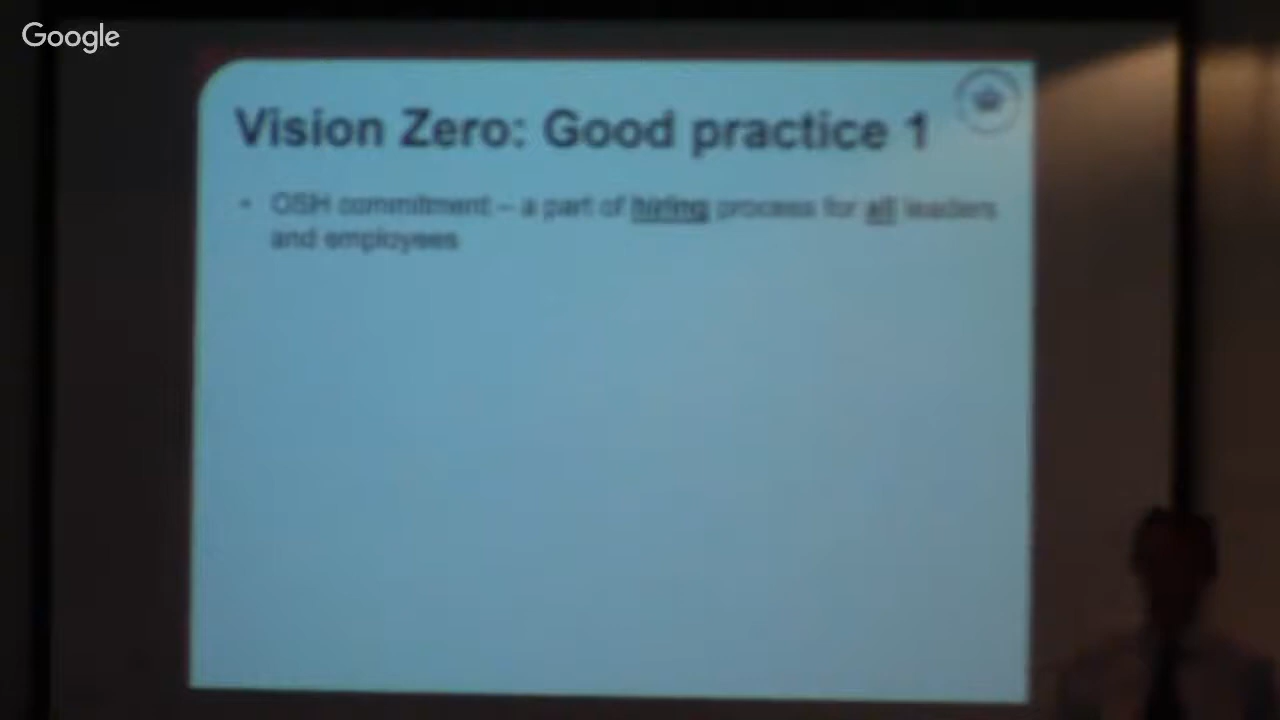 Google
Vision Zero: Good practice 1
• OSH commitment – a part of hiring process for all leaders
and employees